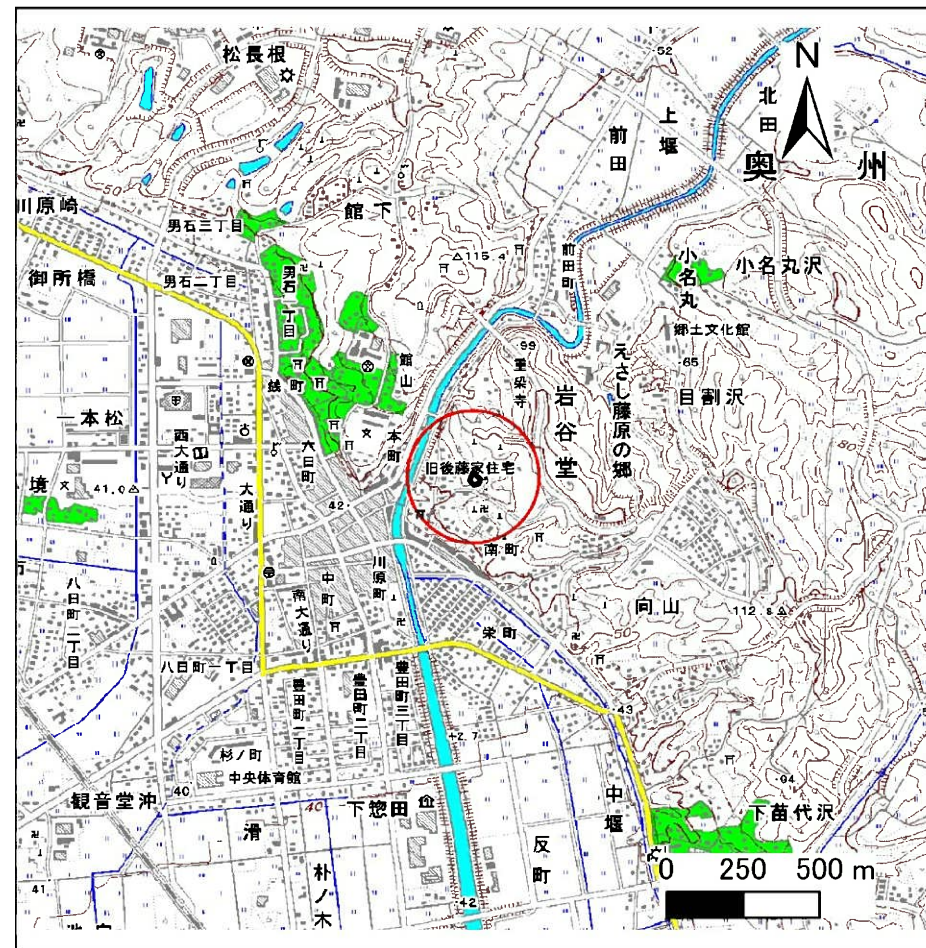 松長根
52
北田
N
上堰
前田
奥州
50
川原崎
男石三丁目
館下
115.4
前田町
小名丸
小名丸沢
御所橋
男石二丁目
男石一丁目
郷土文化館
99
重染寺
65
えさし藤原の郷
館山
銭町
岩谷堂
目割沢
一本松
本町
六日町
西大通り
旧後藤家住宅
境
41.0
大通り
42
南町
中町
川原町
向山
112.8
八日町二丁目
南大通り
栄町
八日町一丁目
豊田町一丁目
豊田町二丁目
豊田町三丁目
43
杉ノ町
中央体育館
94
観音堂沖
40
40
下惣田
中堰
下苗代沢
滑
反町
41
朴ノ木
42
0 250 500 m